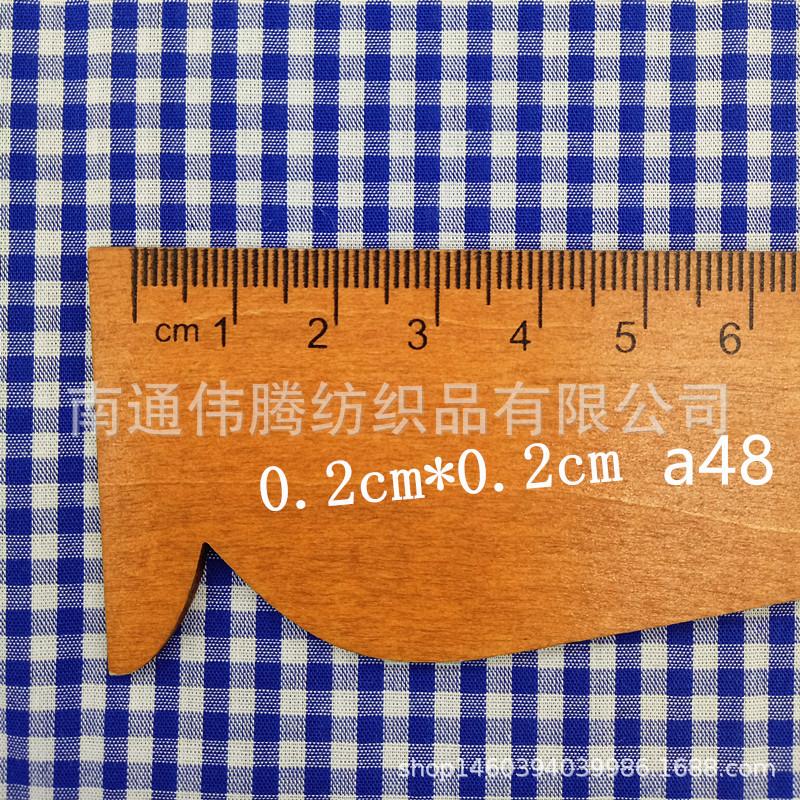 cm 1 2 3 4 5 6
南通伟腾纺织品有限公司
0.2cm*0.2cm a48
shop1460394039986.1688.com